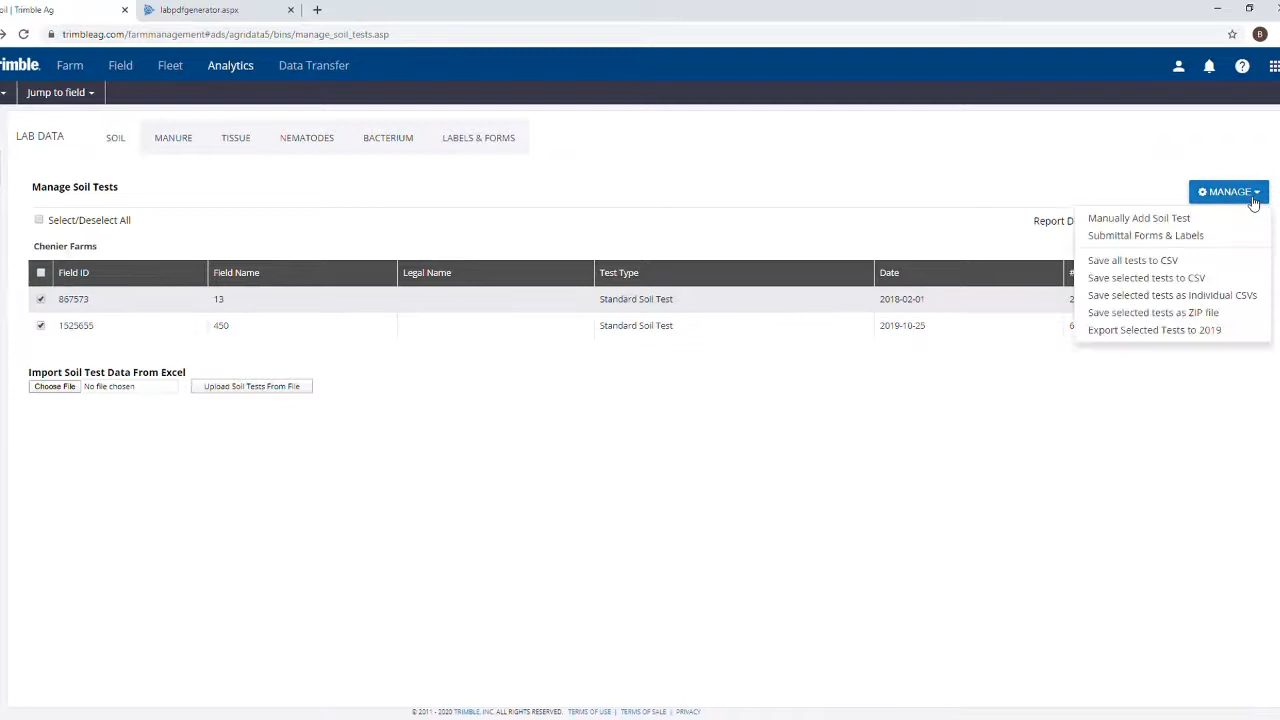 oil | Trimble Ag
labpdfgenerator.aspx
trimbleag.com/farmmanagement#ads/agridata5/bins/manage_soil_tests.asp
B
rimble. Farm Field Fleet Analytics Data Transfer
Jump to field
LAB DATA SOIL MANURE TISSUE NEMATODES BACTERIUM LABELS & FORMS
Manage Soil Tests
MANAGE
Select/Deselect All
Report D
Manually Add Soil Test
Submittal Forms & Labels
Save all tests to CSV
Save selected tests to CSV
Save selected tests as Individual CSVs
Save selected tests as ZIP file
Export Selected Tests to 2019
Chenier Farms
Field ID Field Name Legal Name Test Type Date #
867573 13 Standard Soil Test 2018-02-01 2
1525655 450 Standard Soil Test 2019-10-25 6
Import Soil Test Data From Excel
Choose File No file chosen Upload Soil Tests From File
© 2011 - 2020 TRIMBLE, INC. ALL RIGHTS RESERVED. TERMS OF USE | TERMS OF SALE | PRIVACY